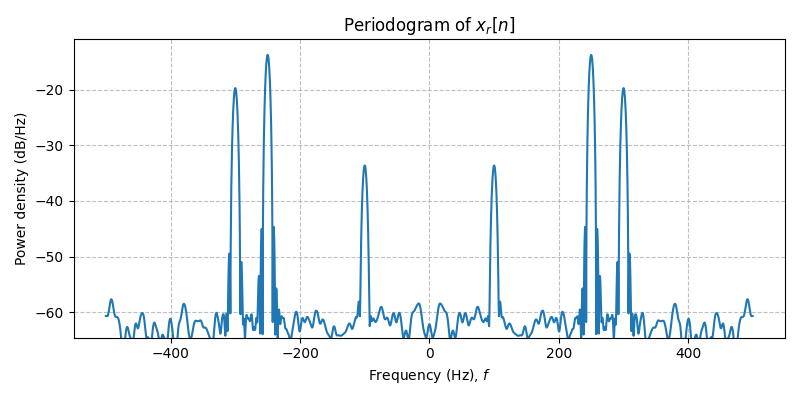 Periodogram of $x_r[n]$
Power density (dB/Hz)
−20
−30
−40
−50
−60
−400 −200 0 200 400
Frequency (Hz), $f$